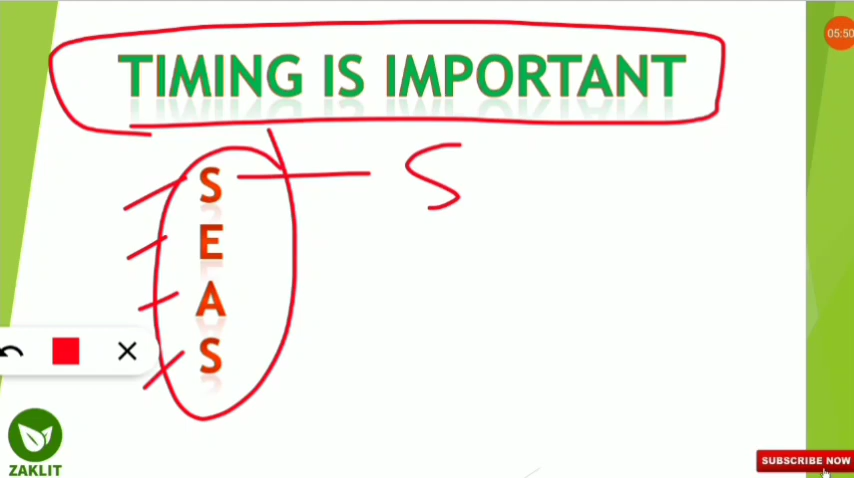 05:50
TIMING IS IMPORTANT
S S
E
A
S
ZAKLIT
SUBSCRIBE NOW